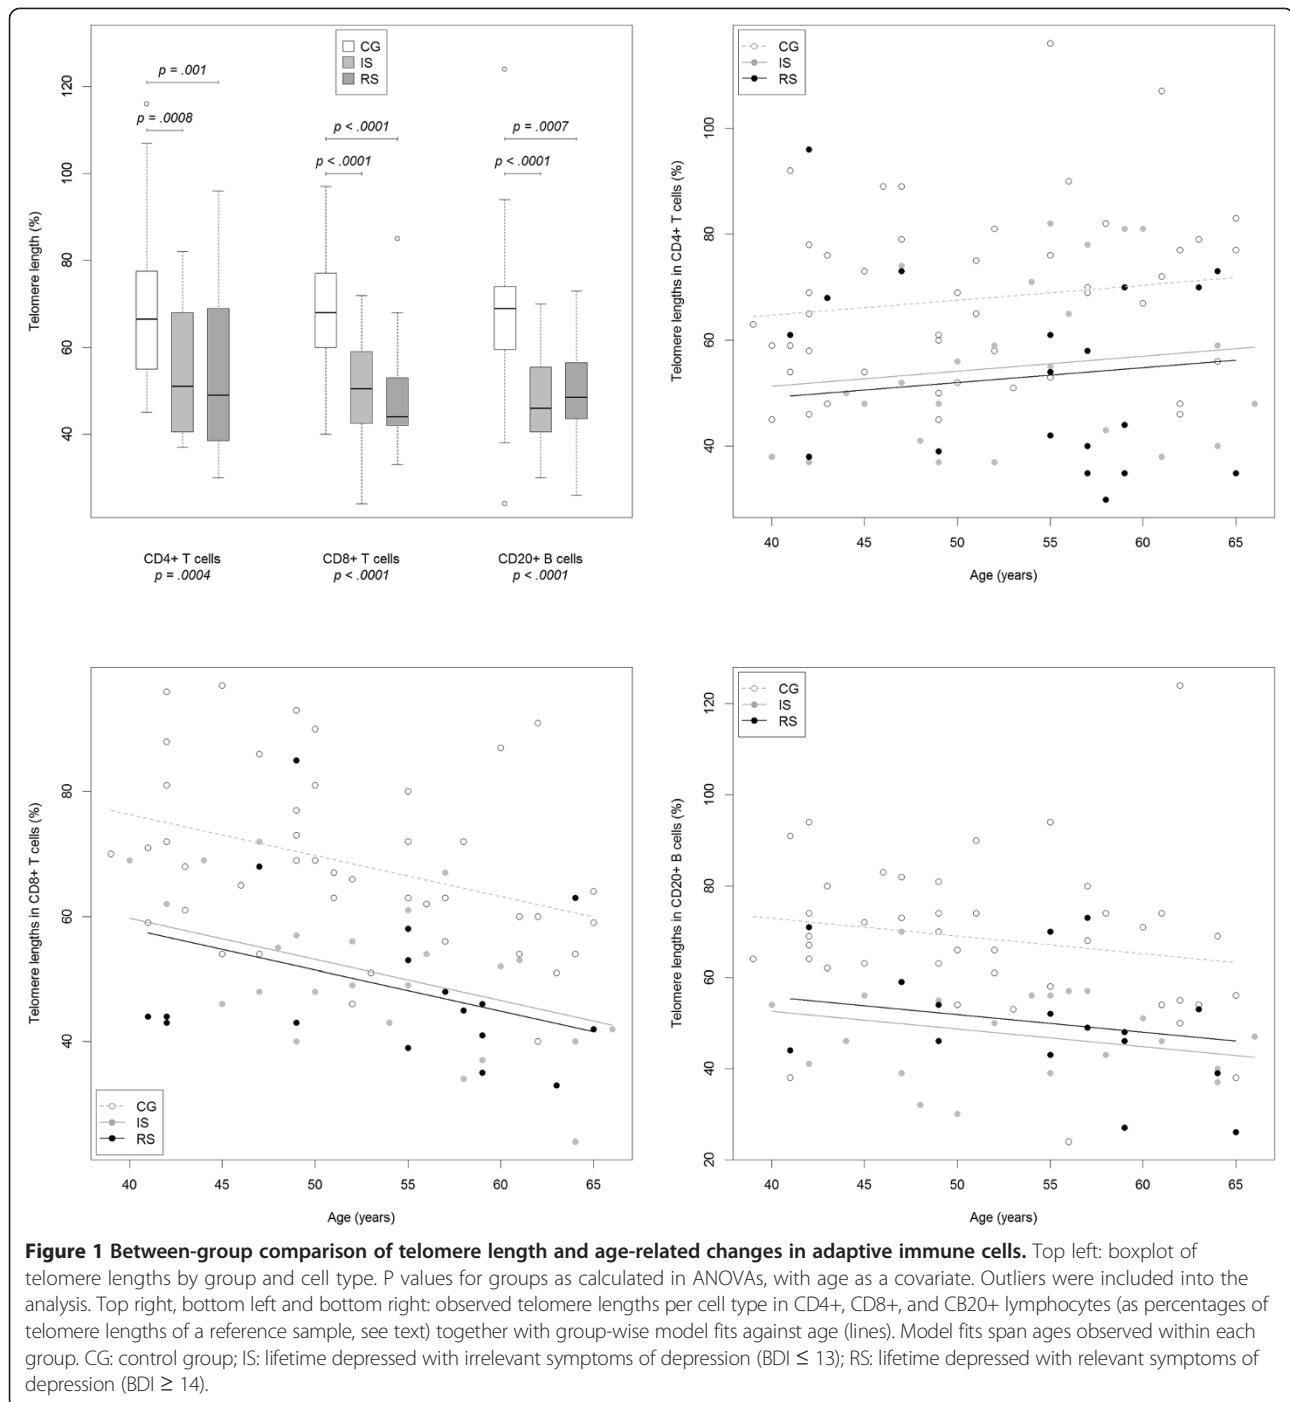 CG
IS
RS
p = .001
p = .0008
p < .0001
p < .0001
p = .0007
p < .0001
Telomere length (%)
120
100
80
60
40
CD4+ T cells
p = .0004
CD8+ T cells
p < .0001
CD20+ B cells
p < .0001
CG
IS
RS
Telomere lengths in CD4+ T cells (%)
100
80
60
40
40 45 50 55 60 65
Age (years)
Telomere lengths in CD8+ T cells (%)
80
60
40
CG
IS
RS
40 45 50 55 60 65
Age (years)
CG
IS
RS
Telomere lengths in CD20+ B cells (%)
120
100
80
60
40
20
40 45 50 55 60 65
Age (years)
Figure 1 Between-group comparison of telomere length and age-related changes in adaptive immune cells. Top left: boxplot of
telomere lengths by group and cell type. P values for groups as calculated in ANOVAs, with age as a covariate. Outliers were included into the
analysis. Top right, bottom left and bottom right: observed telomere lengths per cell type in CD4+, CD8+, and CB20+ lymphocytes (as percentages of
telomere lengths of a reference sample, see text) together with group-wise model fits against age (lines). Model fits span ages observed within each
group. CG: control group; IS: lifetime depressed with irrelevant symptoms of depression (BDI ≤ 13); RS: lifetime depressed with relevant symptoms of
depression (BDI ≥ 14).